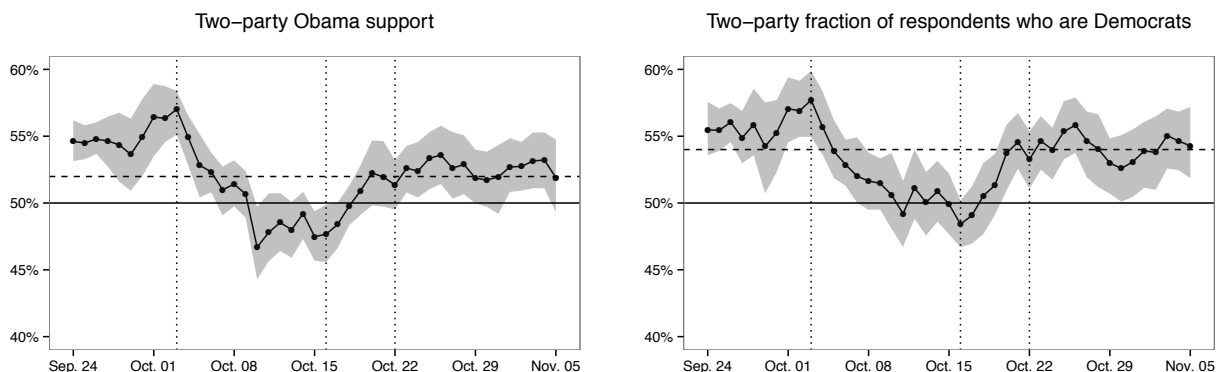 Two−party Obama support
60%
55%
50%
45%
40%
Sep. 24 Oct. 01 Oct. 08 Oct. 15 Oct. 22 Oct. 29 Nov. 05
Two−party fraction of respondents who are Democrats
60%
55%
50%
45%
40%
Sep. 24 Oct. 01 Oct. 08 Oct. 15 Oct. 22 Oct. 29 Nov. 05